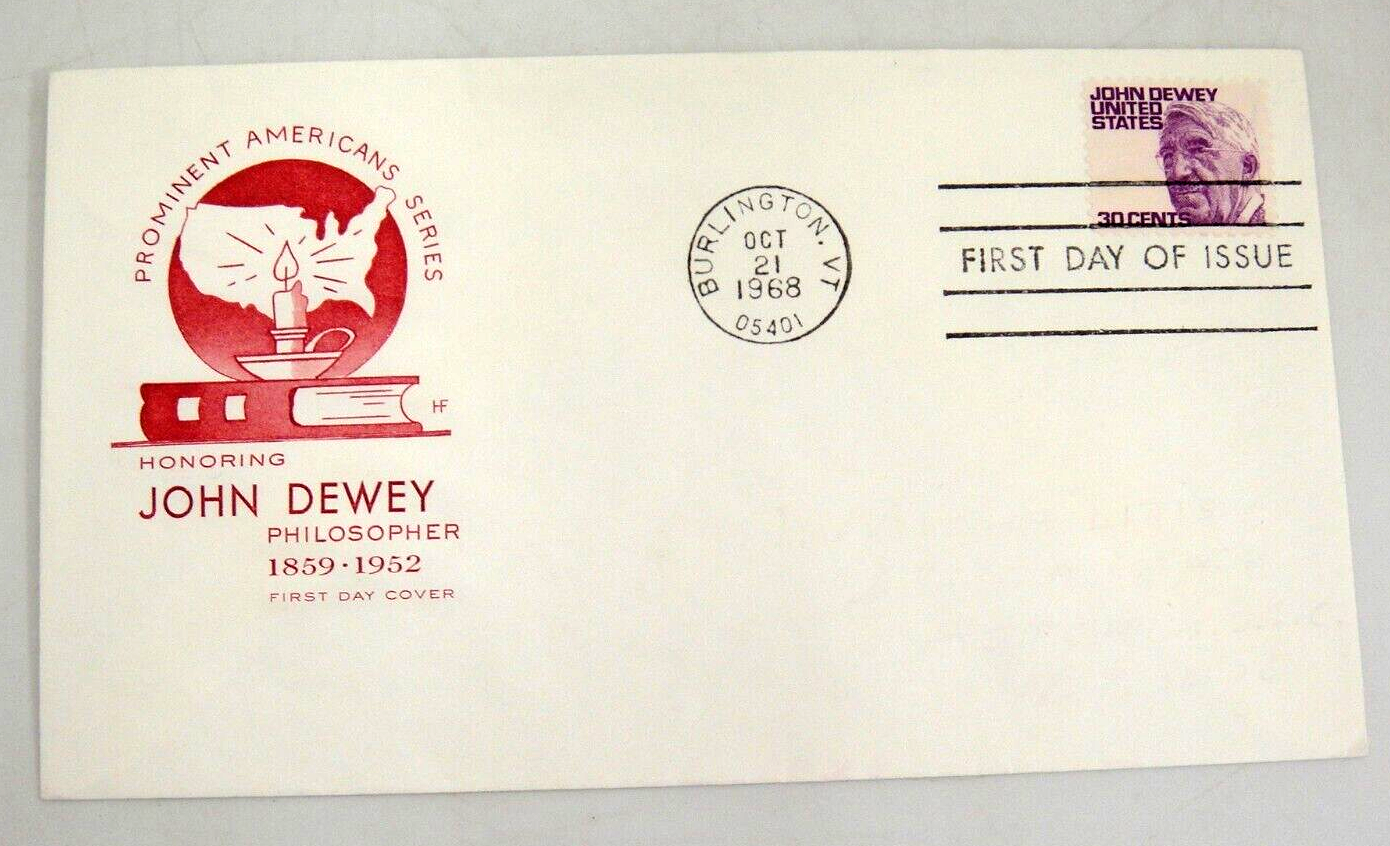 PROMINENT AMERICANS SERIES
HF
HONORING
JOHN DEWEY
PHILOSOPHER
1859 · 1952
FIRST DAY COVER
BURLINGTON. VT
OCT
21
1968
05401
JOHN DEWEY
UNITED
STATES
30 CENTS
FIRST DAY OF ISSUE